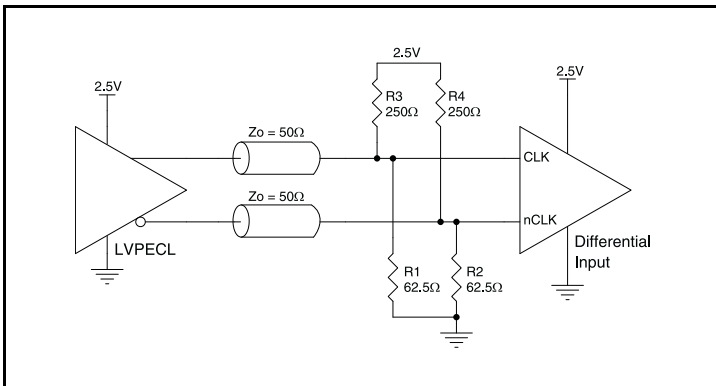 2.5V
2.5V
2.5V
R3
250Ω
R4
250Ω
Zo = 50Ω
CLK
Zo = 50Ω
nCLK
LVPECL
Differential
Input
R1
62.5Ω
R2
62.5Ω